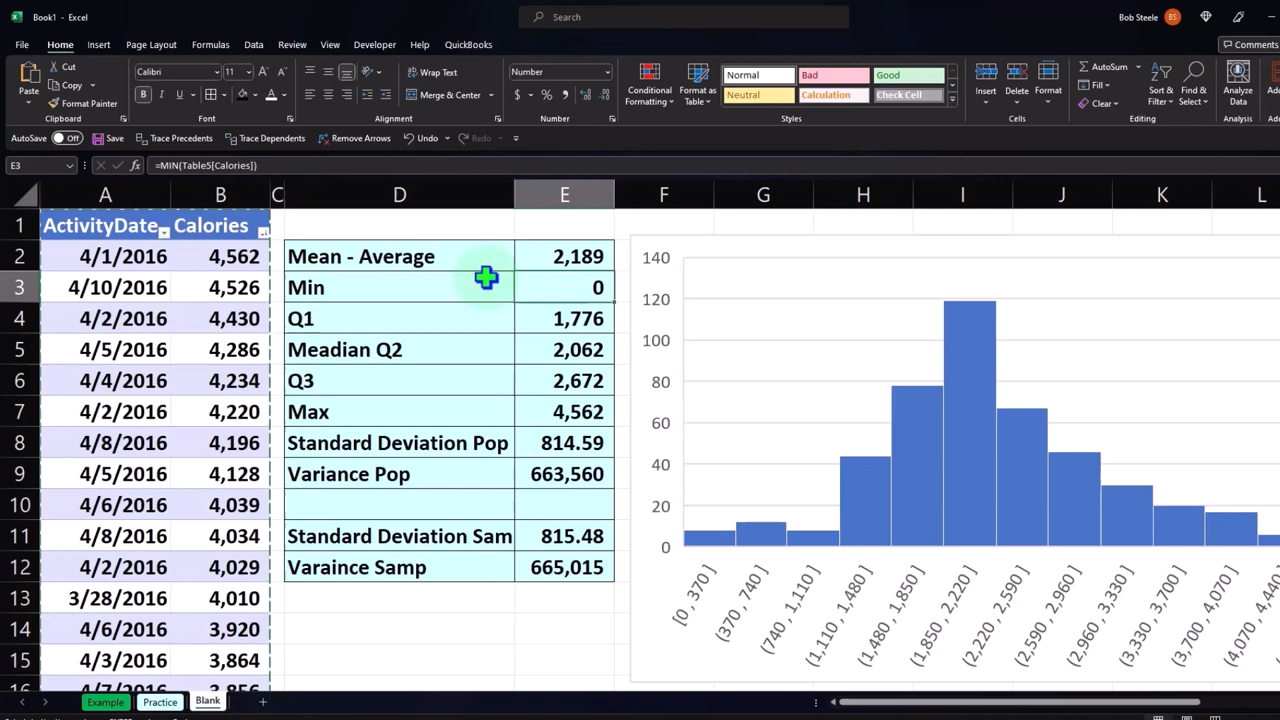 Book1 - Excel
Search
Bob Steele
BS
File Home Insert Page Layout Formulas Data Review View Developer Help QuickBooks
Comments
Paste
Cut
Copy
Format Painter
Clipboard
Calibri 11
B I U
Font
Wrap Text
Merge & Center
Alignment
Number
$ % ,
Number
Conditional Formatting
Format as Table
Normal Bad Good
Neutral Calculation Check Cell
Styles
Insert Delete Format
Cells
AutoSum
Fill
Clear
Sort & Filter
Find & Select
Editing
Analyze Data
Analysis
AutoSave Off Save Trace Precedents Trace Dependents Remove Arrows Undo Redo
E3 fx =MIN(Table5[Calories])
A B C D E F G H I J K L
1 ActivityDate Calories
2 4/1/2016 4,562 Mean - Average 2,189
3 4/10/2016 4,526 Min 0
4 4/2/2016 4,430 Q1 1,776
5 4/5/2016 4,286 Meadian Q2 2,062
6 4/4/2016 4,234 Q3 2,672
7 4/2/2016 4,220 Max 4,562
8 4/8/2016 4,196 Standard Deviation Pop 814.59
9 4/5/2016 4,128 Variance Pop 663,560
10 4/6/2016 4,039
11 4/8/2016 4,034 Standard Deviation Sam 815.48
12 4/2/2016 4,029 Varaince Samp 665,015
13 3/28/2016 4,010
14 4/6/2016 3,920
15 4/3/2016 3,864
16 4/7/2016 3,856
140
120
100
80
60
40
20
0
[0 , 370 ]
(370 , 740 ]
(740 , 1,110 ]
(1,110 , 1,480 ]
(1,480 , 1,850 ]
(1,850 , 2,220 ]
(2,220 , 2,590 ]
(2,590 , 2,960 ]
(2,960 , 3,330 ]
(3,330 , 3,700 ]
(3,700 , 4,070 ]
(4,070 , 4,440 ]
Example Practice Blank